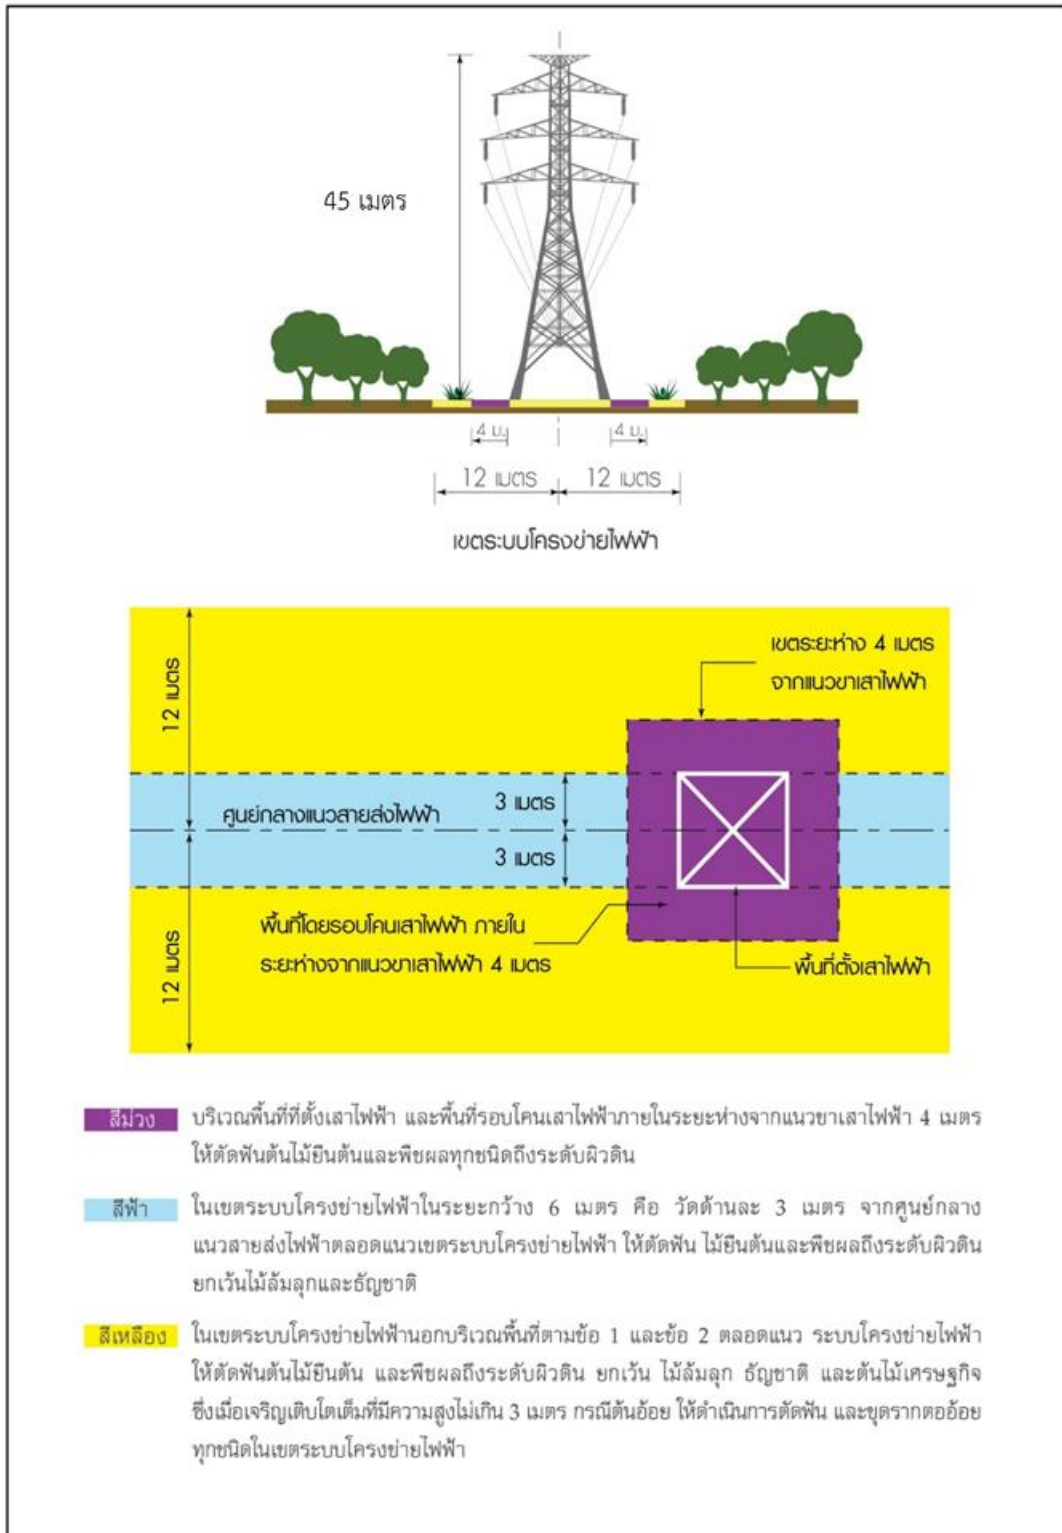 45 เมตร
4 ม. 4 ม.
12 เมตร 12 เมตร
เขตระบบโครงข่ายไฟฟ้า
12 เมตร
เขตระยะห่าง 4 เมตร
จากแนวขาเสาไฟฟ้า
3 เมตร
ศูนย์กลางแนวสายส่งไฟฟ้า
3 เมตร
12 เมตร
พื้นที่โดยรอบโคนเสาไฟฟ้า ภายใน
ระยะห่างจากแนวขาเสาไฟฟ้า 4 เมตร
พื้นที่ตั้งเสาไฟฟ้า
สีม่วง บริเวณพื้นที่ที่ตั้งเสาไฟฟ้า และพื้นที่รอบโคนเสาไฟฟ้าภายในระยะห่างจากแนวขาเสาไฟฟ้า 4 เมตร
ให้ตัดฟันต้นไม้ยืนต้นและพืชผลทุกชนิดถึงระดับผิวดิน
สีฟ้า ในเขตระบบโครงข่ายไฟฟ้าในระยะกว้าง 6 เมตร คือ วัดด้านละ 3 เมตร จากศูนย์กลาง
แนวสายส่งไฟฟ้าตลอดแนวเขตระบบโครงข่ายไฟฟ้า ให้ตัดฟัน ไม้ยืนต้นและพืชผลถึงระดับผิวดิน
ยกเว้นไม้ล้มลุกและธัญชาติ
สีเหลือง ในเขตระบบโครงข่ายไฟฟ้านอกบริเวณพื้นที่ตามข้อ 1 และข้อ 2 ตลอดแนว ระบบโครงข่ายไฟฟ้า
ให้ตัดฟันต้นไม้ยืนต้น และพืชผลถึงระดับผิวดิน ยกเว้น ไม้ล้มลุก ธัญชาติ และต้นไม้เศรษฐกิจ
ซึ่งเมื่อเจริญเติบโตเต็มที่มีความสูงไม่เกิน 3 เมตร กรณีต้นอ้อย ให้ดำเนินการตัดฟัน และขุดรากตออ้อย
ทุกชนิดในเขตระบบโครงข่ายไฟฟ้า